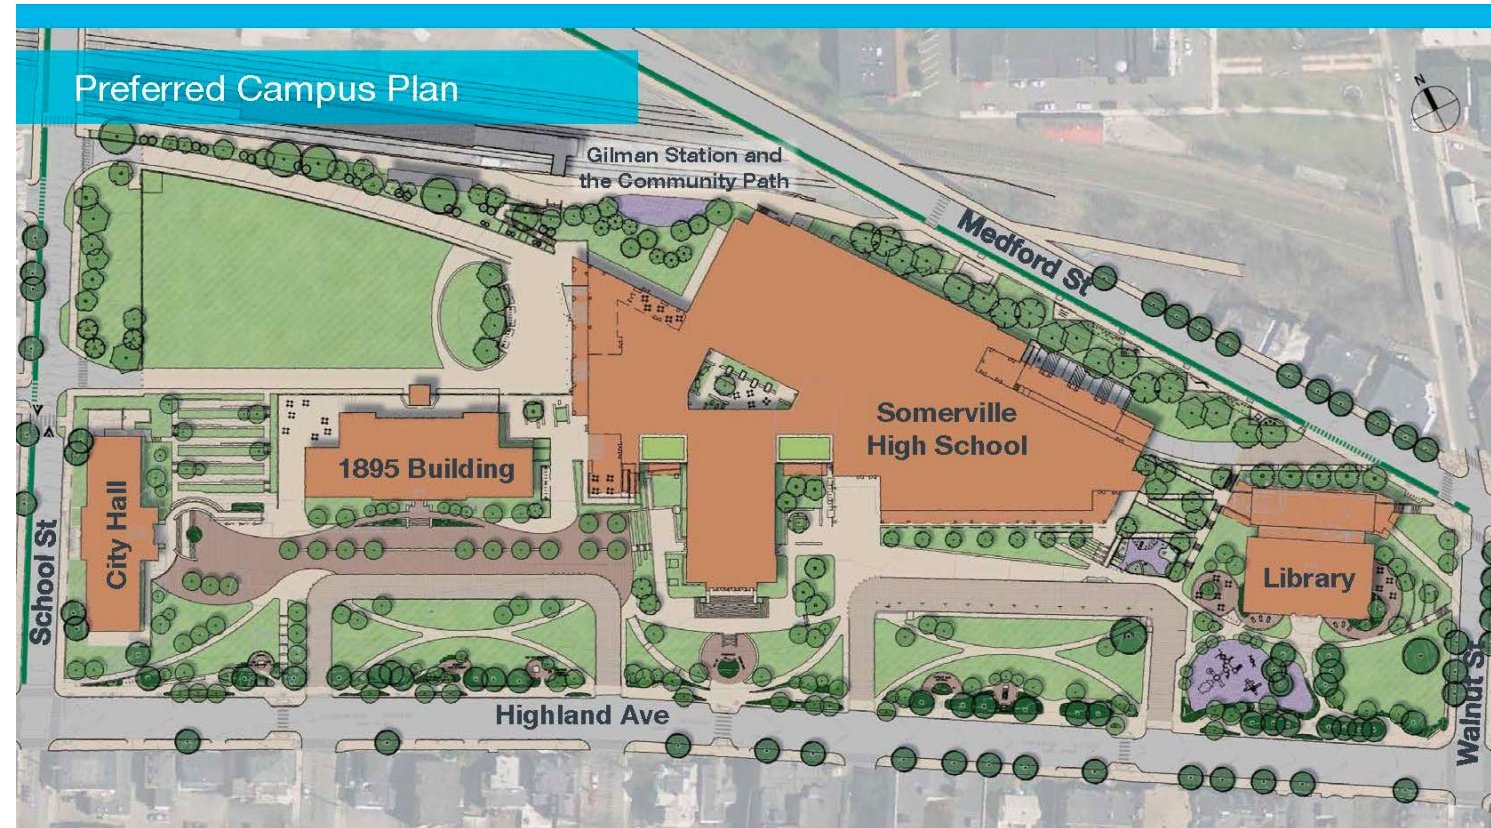 Preferred Campus Plan
N
Gilman Station and
the Community Path
Medford St
Somerville
High School
1895 Building
City Hall
School St
Library
Highland Ave
Walnut St